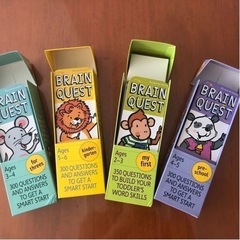 BRAIN
QUEST
for
threes
Ages
3-4
300 QUESTIONS
AND ANSWERS
TO GET A
SMART START
BRAIN
QUEST
Ages
5-6
kinder-
garten
300 QUESTIONS
AND ANSWERS
TO GET A
SMART START
BRAIN
QUEST
Ages
2-3
my
first
350 QUESTIONS
TO BUILD YOUR
TODDLER'S
WORD SKILLS
BRAIN
QUEST
Ages
4-5
pre-
school
300 QUESTIONS
AND ANSWERS
TO GET A
SMART START